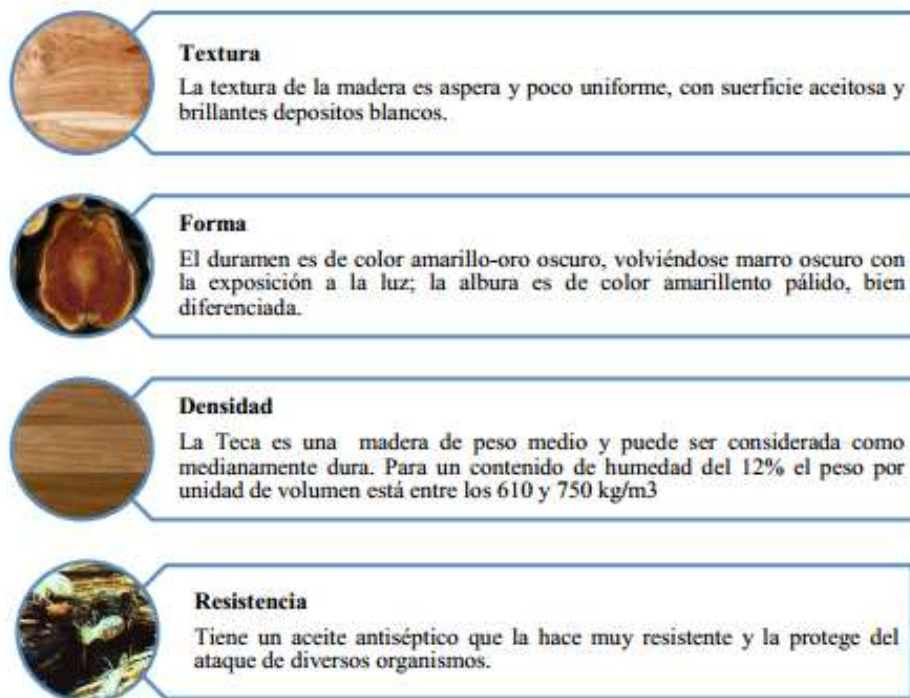 Textura
La textura de la madera es aspera y poco uniforme, con suerficie aceitosa y
brillantes depositos blancos.
Forma
El duramen es de color amarillo-oro oscuro, volviéndose marro oscuro con
la exposición a la luz; la albura es de color amarillento pálido, bien
diferenciada.
Densidad
La Teca es una madera de peso medio y puede ser considerada como
medianamente dura. Para un contenido de humedad del 12% el peso por
unidad de volumen está entre los 610 y 750 kg/m3
Resistencia
Tiene un aceite antiséptico que la hace muy resistente y la protege del
ataque de diversos organismos.